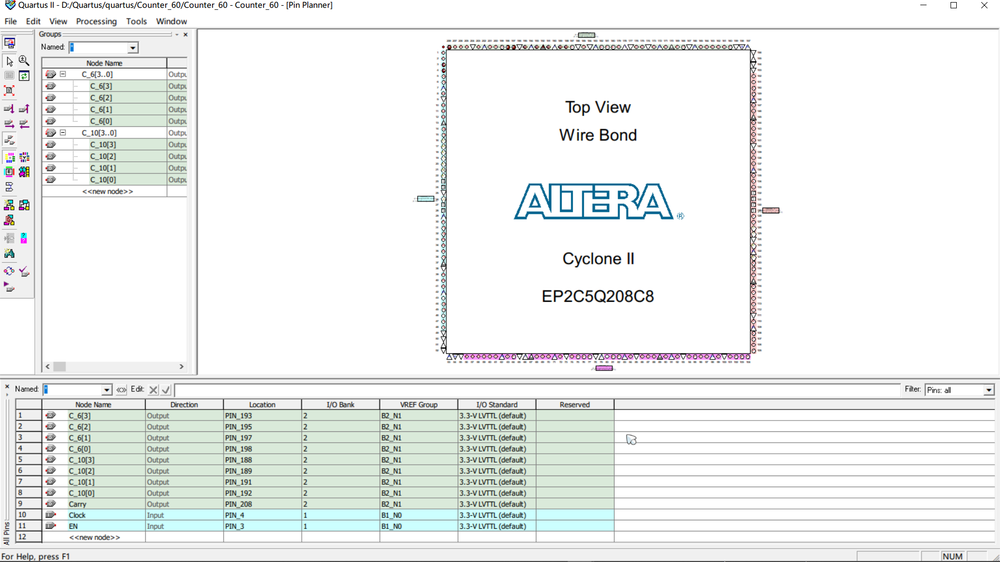 Quartus II - D:/Quartus/quartus/Counter_60/Counter_60 - Counter_60 - [Pin Planner]
File Edit View Processing Tools Window
Groups
Named: *
Node Name
C_6[3..0] Outpu
C_6[3] Outpu
C_6[2] Outpu
C_6[1] Outpu
C_6[0] Outpu
C_10[3..0] Outpu
C_10[3] Outpu
C_10[2] Outpu
C_10[1] Outpu
C_10[0] Outpu
<<new node>>
Top View
Wire Bond
ALTERA ®
Cyclone II
EP2C5Q208C8
Named: * Edit: Filter: Pins: all
Node Name Direction Location I/O Bank VREF Group I/O Standard Reserved
1 C_6[3] Output PIN_193 2 B2_N1 3.3-V LVTTL (default)
2 C_6[2] Output PIN_195 2 B2_N1 3.3-V LVTTL (default)
3 C_6[1] Output PIN_197 2 B2_N1 3.3-V LVTTL (default)
4 C_6[0] Output PIN_198 2 B2_N1 3.3-V LVTTL (default)
5 C_10[3] Output PIN_188 2 B2_N1 3.3-V LVTTL (default)
6 C_10[2] Output PIN_189 2 B2_N1 3.3-V LVTTL (default)
7 C_10[1] Output PIN_191 2 B2_N1 3.3-V LVTTL (default)
8 C_10[0] Output PIN_192 2 B2_N1 3.3-V LVTTL (default)
9 Carry Output PIN_208 2 B2_N1 3.3-V LVTTL (default)
10 Clock Input PIN_4 1 B1_N0 3.3-V LVTTL (default)
11 EN Input PIN_3 1 B1_N0 3.3-V LVTTL (default)
12 <<new node>>
All Pins
For Help, press F1 NUM